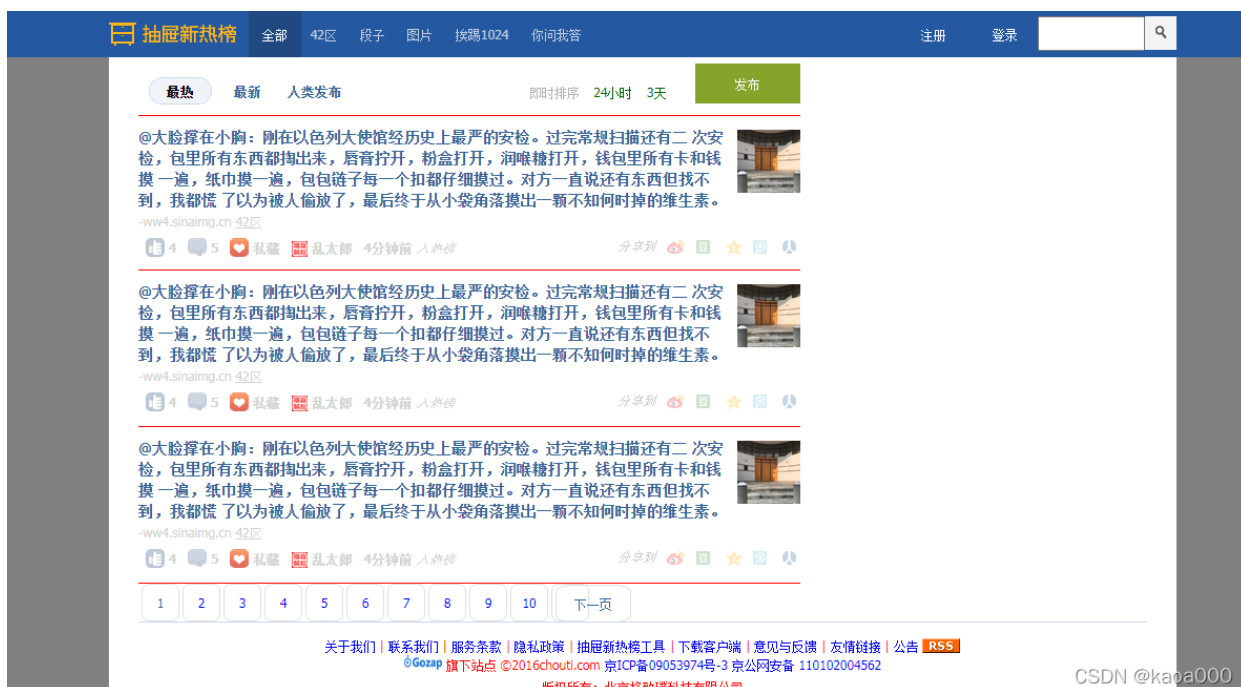 抽屉新热榜 全部 42区 段子 图片 挨踢1024 你问我答 注册 登录
最热 最新 人类发布 即时排序 24小时 3天 发布
@大脸撑在小胸：刚在以色列大使馆经历史上最严的安检。过完常规扫描还有二 次安
检，包里所有东西都掏出来，唇膏拧开，粉盒打开，润喉糖打开，钱包里所有卡和钱
摸 一遍，纸巾摸一遍，包包链子每一个扣都仔细摸过。对方一直说还有东西但找不
到，我都慌 了以为被人偷放了，最后终于从小袋角落摸出一颗不知何时掉的维生素。
-ww4.sinaimg.cn 42区
4 5 私藏 乱太郎 4分钟前 入热榜 分享到
@大脸撑在小胸：刚在以色列大使馆经历史上最严的安检。过完常规扫描还有二 次安
检，包里所有东西都掏出来，唇膏拧开，粉盒打开，润喉糖打开，钱包里所有卡和钱
摸 一遍，纸巾摸一遍，包包链子每一个扣都仔细摸过。对方一直说还有东西但找不
到，我都慌 了以为被人偷放了，最后终于从小袋角落摸出一颗不知何时掉的维生素。
-ww4.sinaimg.cn 42区
4 5 私藏 乱太郎 4分钟前 入热榜 分享到
@大脸撑在小胸：刚在以色列大使馆经历史上最严的安检。过完常规扫描还有二 次安
检，包里所有东西都掏出来，唇膏拧开，粉盒打开，润喉糖打开，钱包里所有卡和钱
摸 一遍，纸巾摸一遍，包包链子每一个扣都仔细摸过。对方一直说还有东西但找不
到，我都慌 了以为被人偷放了，最后终于从小袋角落摸出一颗不知何时掉的维生素。
-ww4.sinaimg.cn 42区
4 5 私藏 乱太郎 4分钟前 入热榜 分享到
1 2 3 4 5 6 7 8 9 10 下一页
关于我们 | 联系我们 | 服务条款 | 隐私政策 | 抽屉新热榜工具 | 下载客户端 | 意见与反馈 | 友情链接 | 公告 RSS
Gozap 旗下站点 ©2016chouti.com 京ICP备09053974号-3 京公网安备 110102004562
CSDN @kaoa000